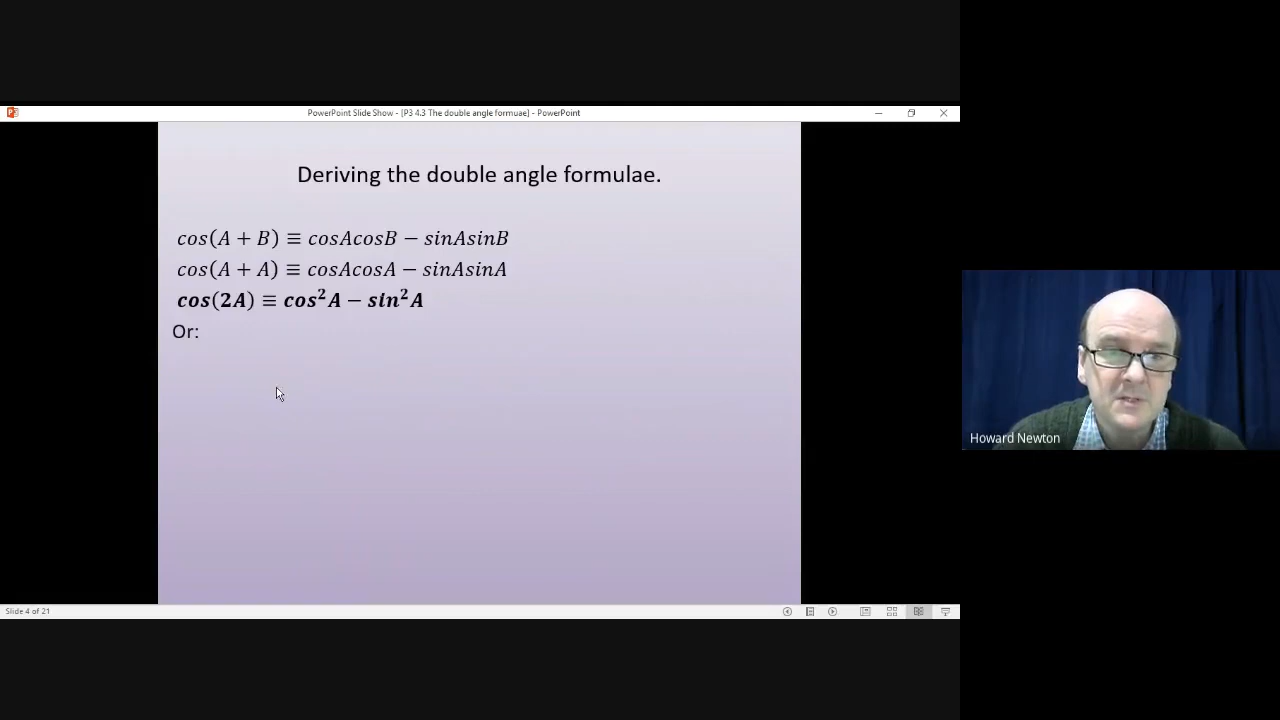 PowerPoint Slide Show - [P3 4.3 The double angle formuae] - PowerPoint
Deriving the double angle formulae.
cos(A + B) ≡ cosAcosB − sinAsinB
cos(A + A) ≡ cosAcosA − sinAsinA
cos(2A) ≡ cos²A − sin²A
Or:
Howard Newton
Slide 4 of 21